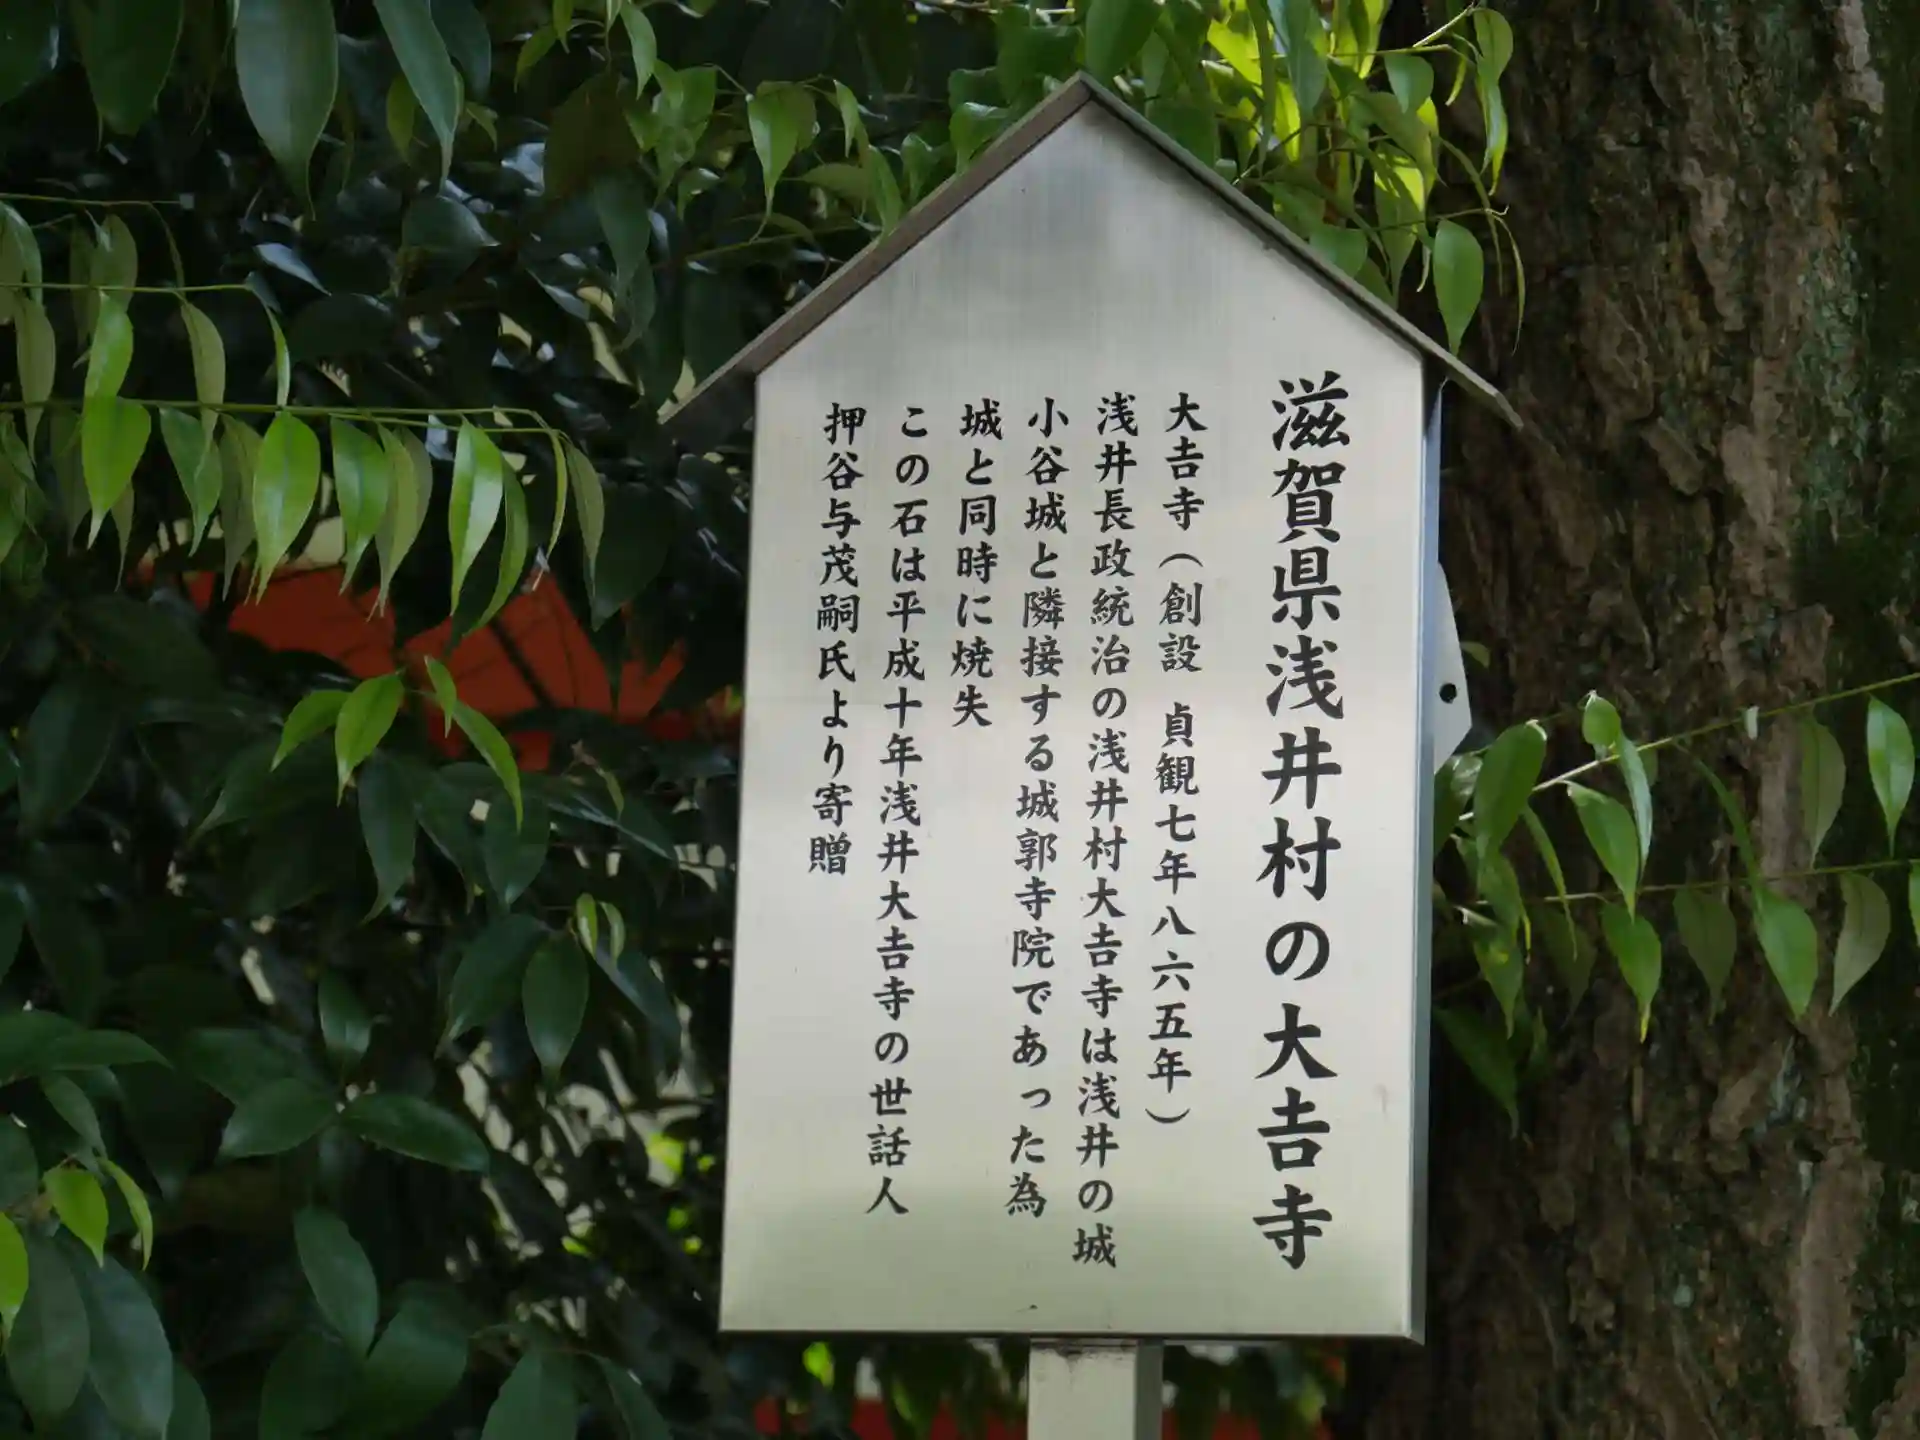 滋賀県浅井村の大𠮷寺
大𠮷寺（創設 貞観七年八六五年）
浅井長政統治の浅井村大𠮷寺は浅井の城
小谷城と隣接する城郭寺院であった為
城と同時に焼失
この石は平成十年浅井大𠮷寺の世話人
押谷与茂嗣氏より寄贈